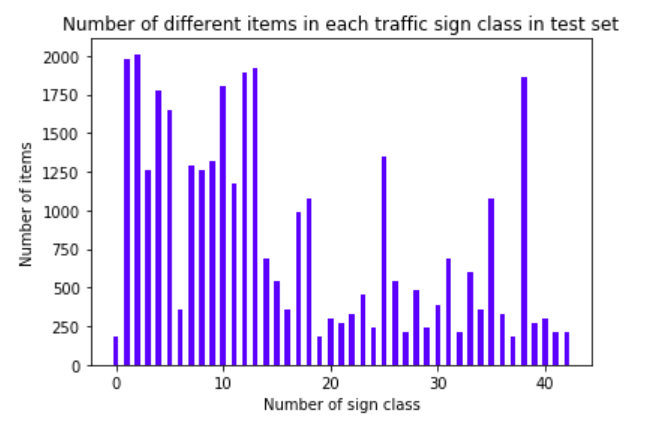 Number of different items in each traffic sign class in test set
2000
1750
1500
1250
1000
750
500
250
0
Number of items
0 10 20 30 40
Number of sign class